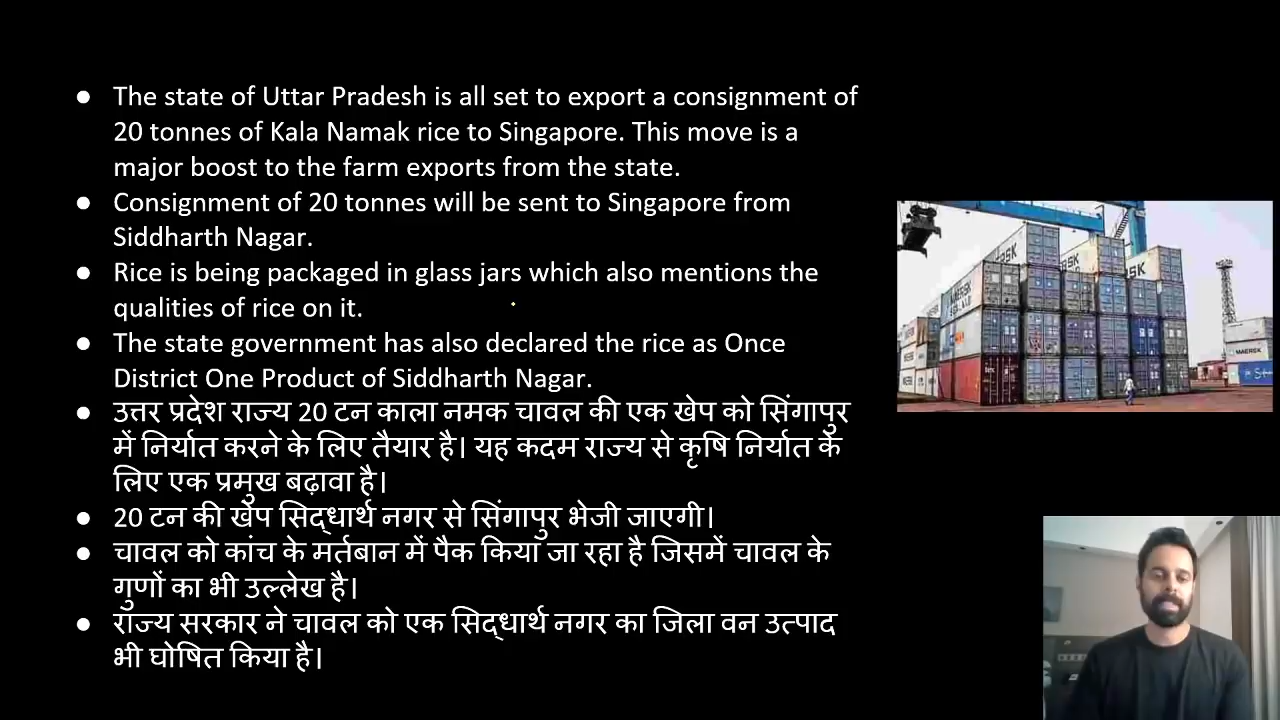 ● The state of Uttar Pradesh is all set to export a consignment of
20 tonnes of Kala Namak rice to Singapore. This move is a
major boost to the farm exports from the state.
● Consignment of 20 tonnes will be sent to Singapore from
Siddharth Nagar.
● Rice is being packaged in glass jars which also mentions the
qualities of rice on it.
● The state government has also declared the rice as Once
District One Product of Siddharth Nagar.
● उत्तर प्रदेश राज्य 20 टन काला नमक चावल की एक खेप को सिंगापुर
में निर्यात करने के लिए तैयार है। यह कदम राज्य से कृषि निर्यात के
लिए एक प्रमुख बढ़ावा है।
● 20 टन की खेप सिद्धार्थ नगर से सिंगापुर भेजी जाएगी।
● चावल को कांच के मर्तबान में पैक किया जा रहा है जिसमें चावल के
गुणों का भी उल्लेख है।
● राज्य सरकार ने चावल को एक सिद्धार्थ नगर का जिला वन उत्पाद
भी घोषित किया है।
MAERSK